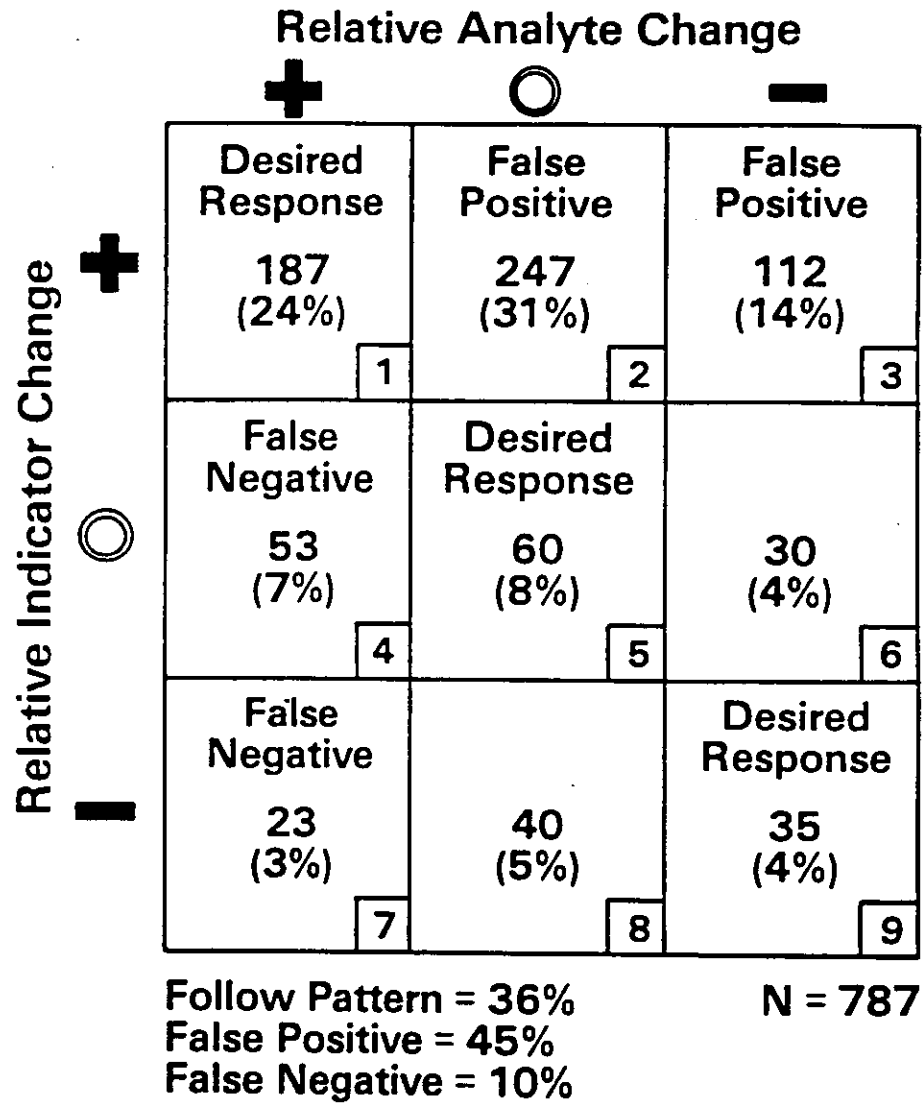 Relative Analyte Change
+ O −
Relative Indicator Change
+
Desired
Response
187
(24%)
1
False
Positive
247
(31%)
2
False
Positive
112
(14%)
3
O
False
Negative
53
(7%)
4
Desired
Response
60
(8%)
5
30
(4%)
6
−
False
Negative
23
(3%)
7
40
(5%)
8
Desired
Response
35
(4%)
9
Follow Pattern = 36%
N = 787
False Positive = 45%
False Negative = 10%